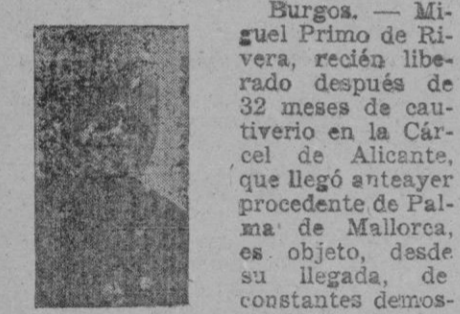 Burgos. — Mi-
guel Primo de Ri-
vera, recién libe-
rado después de
32 meses de cau-
tiverio en la Cár-
cel de Alicante,
que llegó anteayer
procedente de Pal-
ma de Mallorca,
es objeto, desde
su llegada, de
constantes demos-